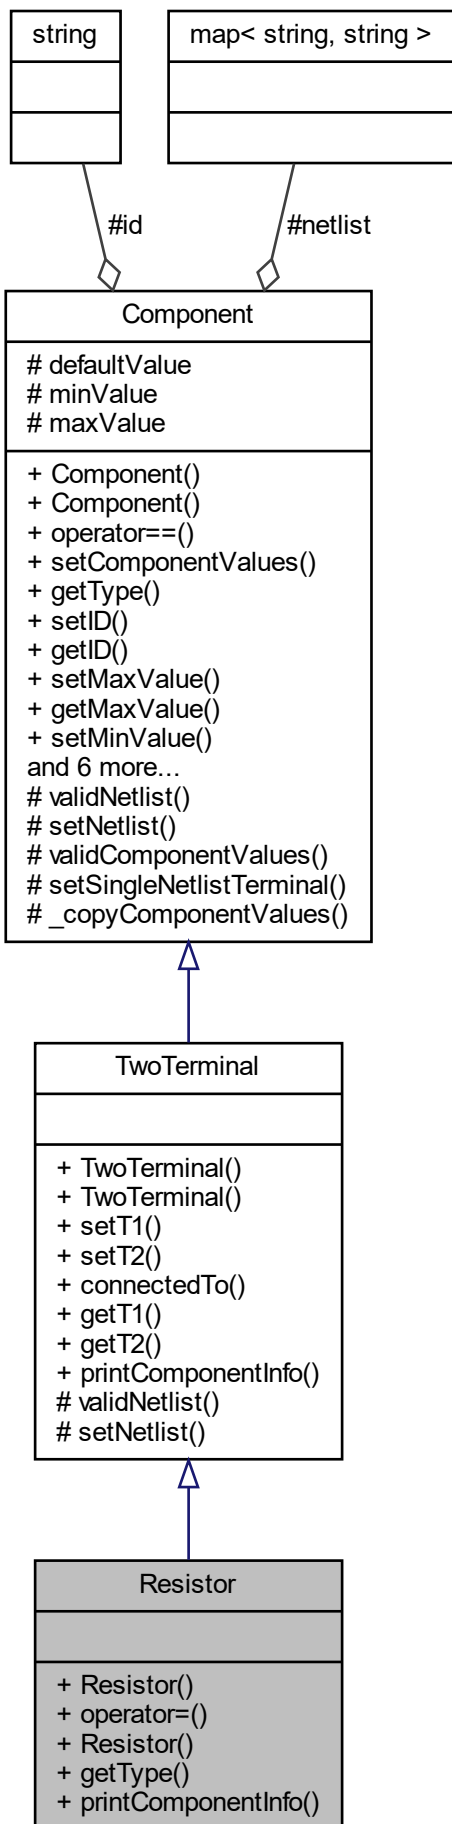 string
map< string, string >
#id
#netlist
Component
# defaultValue
# minValue
# maxValue
+ Component()
+ Component()
+ operator==()
+ setComponentValues()
+ getType()
+ setID()
+ getID()
+ setMaxValue()
+ getMaxValue()
+ setMinValue()
and 6 more...
# validNetlist()
# setNetlist()
# validComponentValues()
# setSingleNetlistTerminal()
# _copyComponentValues()
TwoTerminal
+ TwoTerminal()
+ TwoTerminal()
+ setT1()
+ setT2()
+ connectedTo()
+ getT1()
+ getT2()
+ printComponentInfo()
# validNetlist()
# setNetlist()
Resistor
+ Resistor()
+ operator=()
+ Resistor()
+ getType()
+ printComponentInfo()